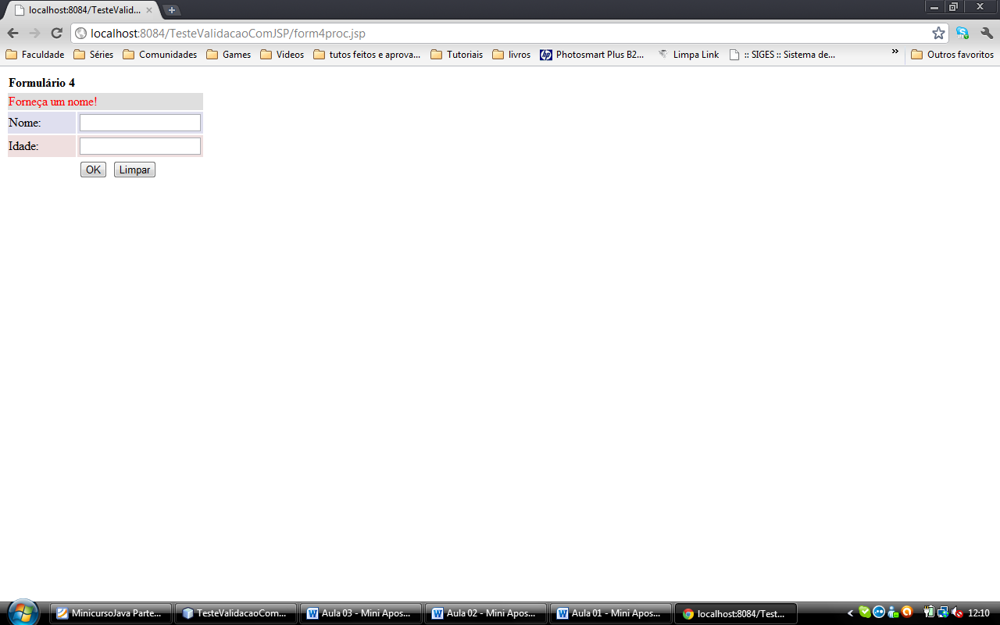 localhost:8084/TesteValid...
localhost:8084/TesteValidacaoComJSP/form4proc.jsp
Faculdade Séries Comunidades Games Videos tutos feitos e aprova... Tutoriais livros Photosmart Plus B2... Limpa Link :: SIGES :: Sistema de... » Outros favoritos
Formulário 4
Forneça um nome!
Nome:
Idade:
OK Limpar
MinicursoJava Parte... TesteValidacaoCom... Aula 03 - Mini Apos... Aula 02 - Mini Apos... Aula 01 - Mini Apos... localhost:8084/Test... 12:10